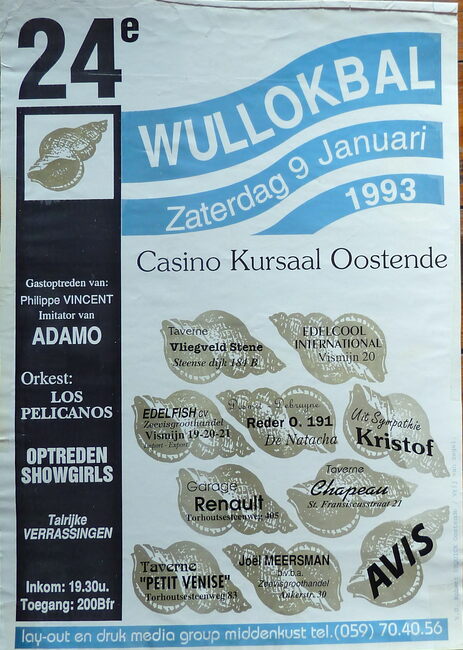 24e
WULLOKBAL
Zaterdag 9 Januari
1993
Casino Kursaal Oostende
Gastoptreden van:
Philippe VINCENT
Imitator van
ADAMO
Orkest:
LOS
PELICANOS
OPTREDEN
SHOWGIRLS
Talrijke
VERRASSINGEN
Inkom: 19.30u.
Toegang: 200Bfr
Taverne
Vliegveld Stene
Steense dijk 184 B
EDELCOOL
INTERNATIONAL
Vismijn 20
EDELFISH cv
Zeevisgroothandel
Vismijn 19-20-21
Import - Export
Debruyne
Reder O. 191
De Natacha
Uit Sympathie
Kristof
Garage
Renault
Torhoutsesteenweg 405
Taverne
Chapeau
St. Fransiscusstraat 21
Taverne
"PETIT VENISE"
Torhoutsesteenweg 83
Joël MEERSMAN
b.v.b.a.
Zeevisgroothandel
Ankerstr. 30
AVIS
lay-out en druk media group middenkust tel.(059) 70.40.56